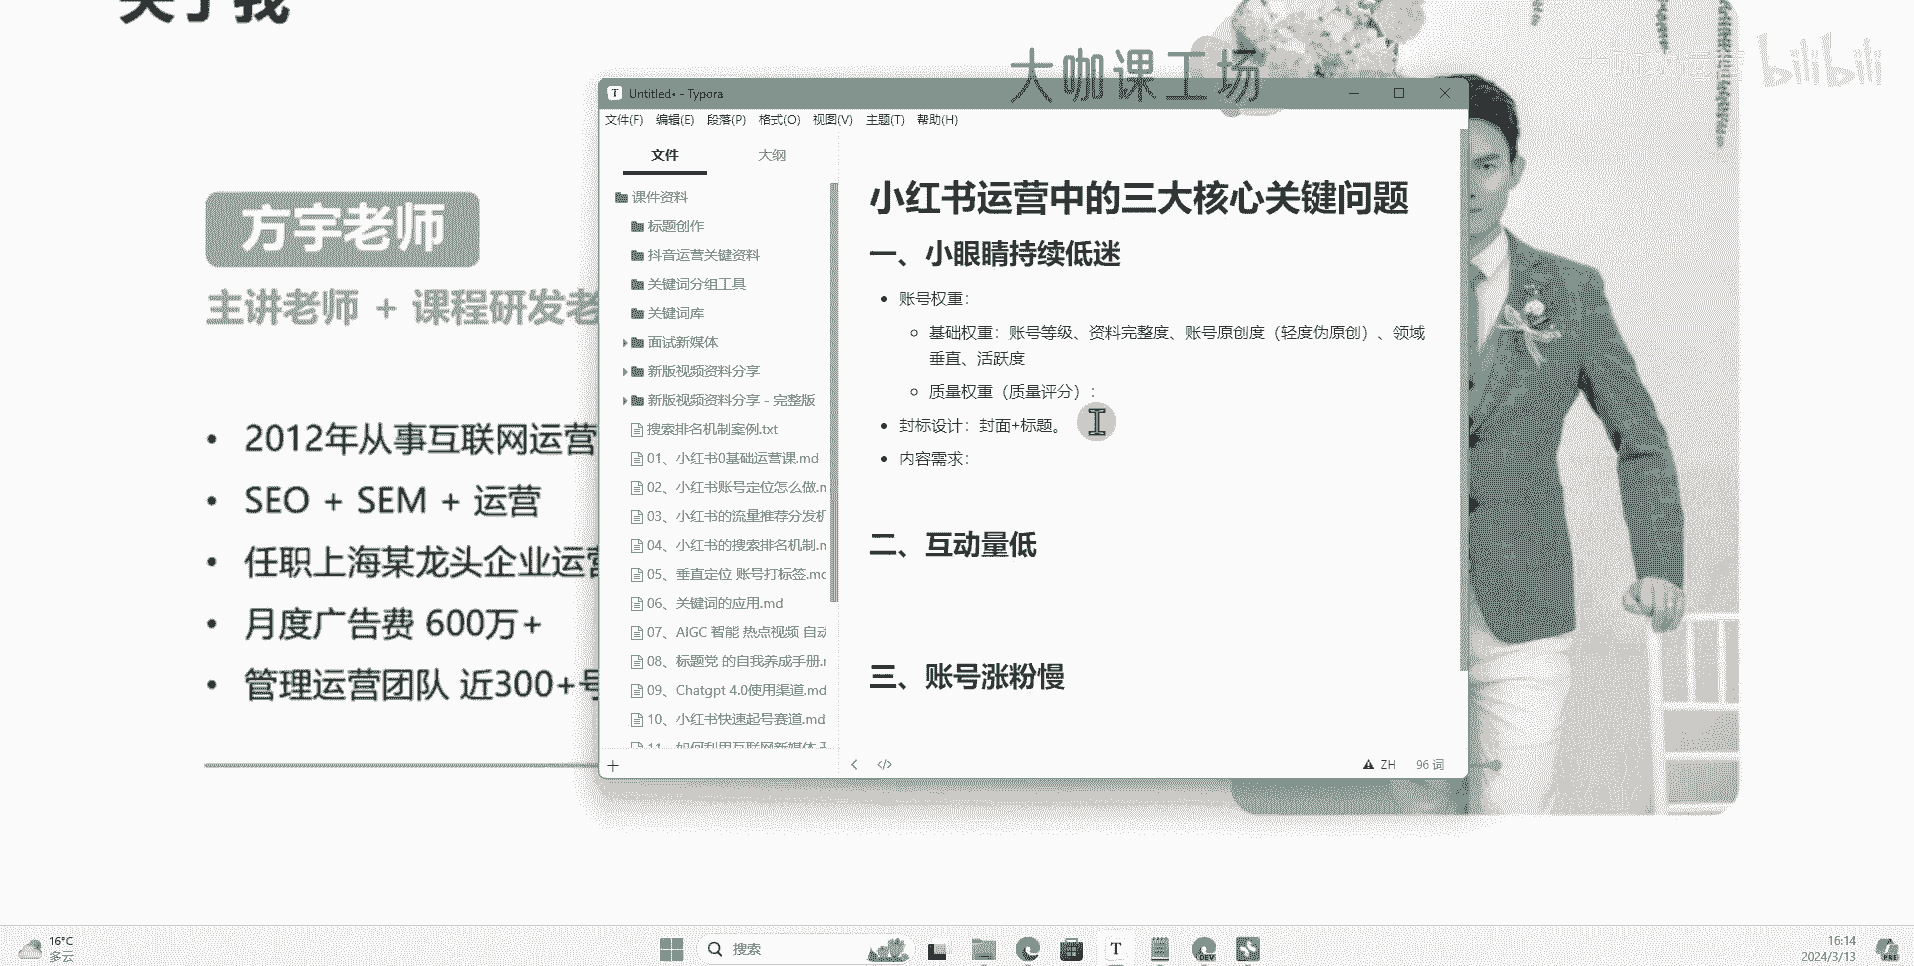 关于我
大咖课工场
bilibili
方宇老师
主讲老师 + 课程研发老
• 2012年从事互联网运营
• SEO + SEM + 运营
• 任职上海某龙头企业运营
• 月度广告费 600万+
• 管理运营团队 近300+号
Untitled• - Typora
文件(F) 编辑(E) 段落(P) 格式(O) 视图(V) 主题(T) 帮助(H)
文件 大纲
课件资料
标题创作
抖音运营关键资料
关键词分组工具
关键词库
面试新媒体
新版视频资料分享
新版视频资料分享 - 完整版
搜索排名机制案例.txt
01、小红书0基础运营课.md
02、小红书账号定位怎么做.m
03、小红书的流量推荐分发机
04、小红书的搜索排名机制.m
05、垂直定位 账号打标签.mc
06、关键词的应用.md
07、AIGC 智能 热点视频 自动
08、标题党 的自我养成手册.r
09、Chatgpt 4.0使用渠道.md
10、小红书快速起号赛道.md
11、如何利用互联网新媒体
小红书运营中的三大核心关键问题
一、小眼睛持续低迷
• 账号权重：
基础权重：账号等级、资料完整度、账号原创度（轻度伪原创）、领域
垂直、活跃度
质量权重（质量评分）：
• 封标设计：封面+标题。
• 内容需求：
二、互动量低
三、账号涨粉慢
</> ZH 96 词
16°C
多云
搜索
16:14
2024/3/13